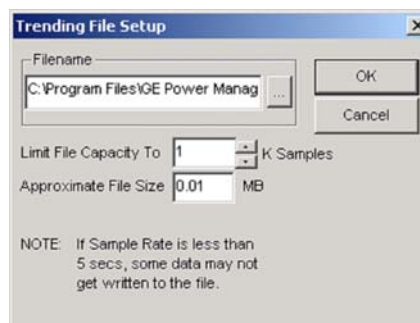 Trending File Setup
Filename
C:\Program Files\GE Power Manag
...
OK
Cancel
Limit File Capacity To 1 K Samples
Approximate File Size 0.01 MB
NOTE: If Sample Rate is less than
5 secs, some data may not
get written to the file.